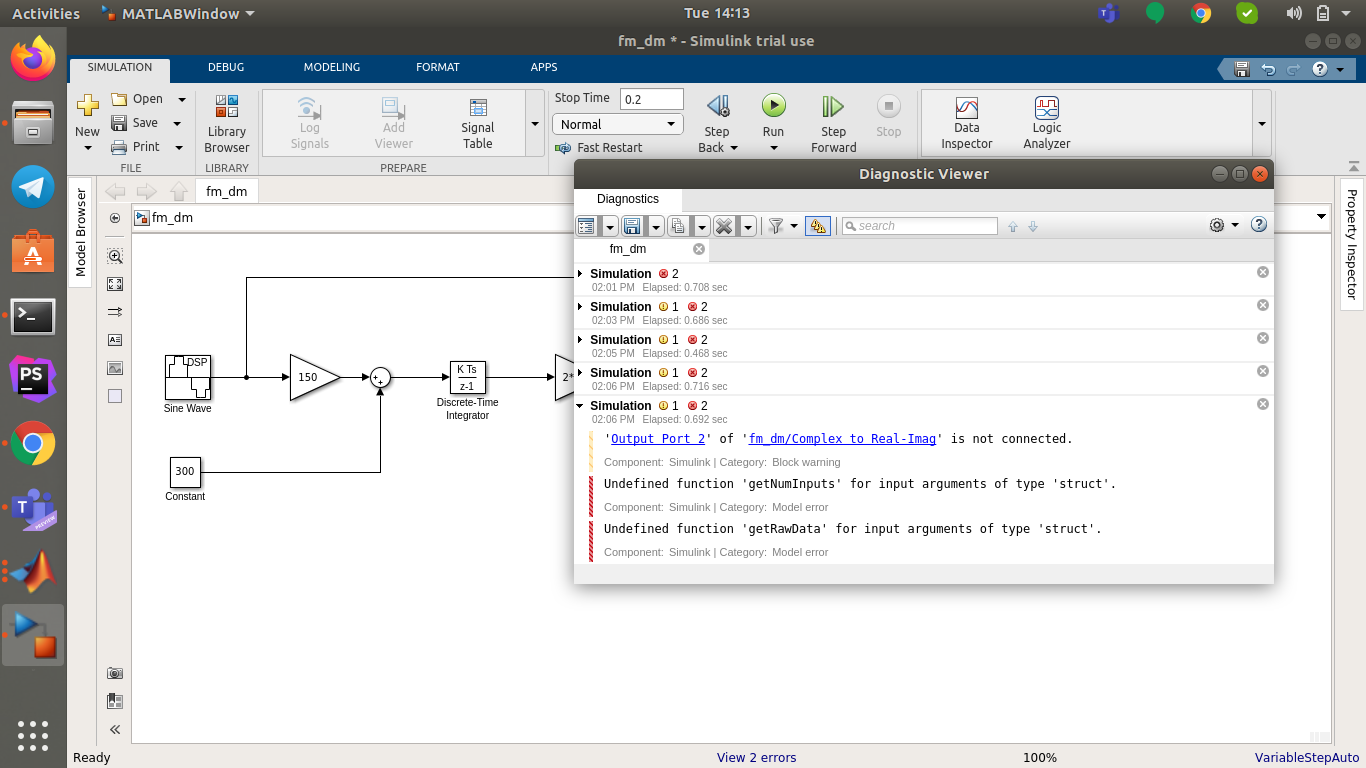 Activities
MATLABWindow
Tue 14:13
fm_dm * - Simulink trial use
SIMULATION
DEBUG
MODELING
FORMAT
APPS
New
Open
Save
Print
FILE
Library
Browser
LIBRARY
Log
Signals
Add
Viewer
Signal
Table
PREPARE
Stop Time
0.2
Normal
Fast Restart
Step
Back
Run
Step
Forward
Stop
Data
Inspector
Logic
Analyzer
Model Browser
fm_dm
fm_dm
Property Inspector
DSP
Sine Wave
150
+
+
K Ts
z-1
Discrete-Time
Integrator
2*
300
Constant
Diagnostic Viewer
Diagnostics
search
fm_dm
Simulation 2
02:01 PM Elapsed: 0.708 sec
Simulation 1 2
02:03 PM Elapsed: 0.686 sec
Simulation 1 2
02:05 PM Elapsed: 0.468 sec
Simulation 1 2
02:06 PM Elapsed: 0.716 sec
Simulation 1 2
02:06 PM Elapsed: 0.692 sec
'Output Port 2' of 'fm_dm/Complex to Real-Imag' is not connected.
Component: Simulink | Category: Block warning
Undefined function 'getNumInputs' for input arguments of type 'struct'.
Component: Simulink | Category: Model error
Undefined function 'getRawData' for input arguments of type 'struct'.
Component: Simulink | Category: Model error
PS
T
PREVIEW
Ready
View 2 errors
100%
VariableStepAuto